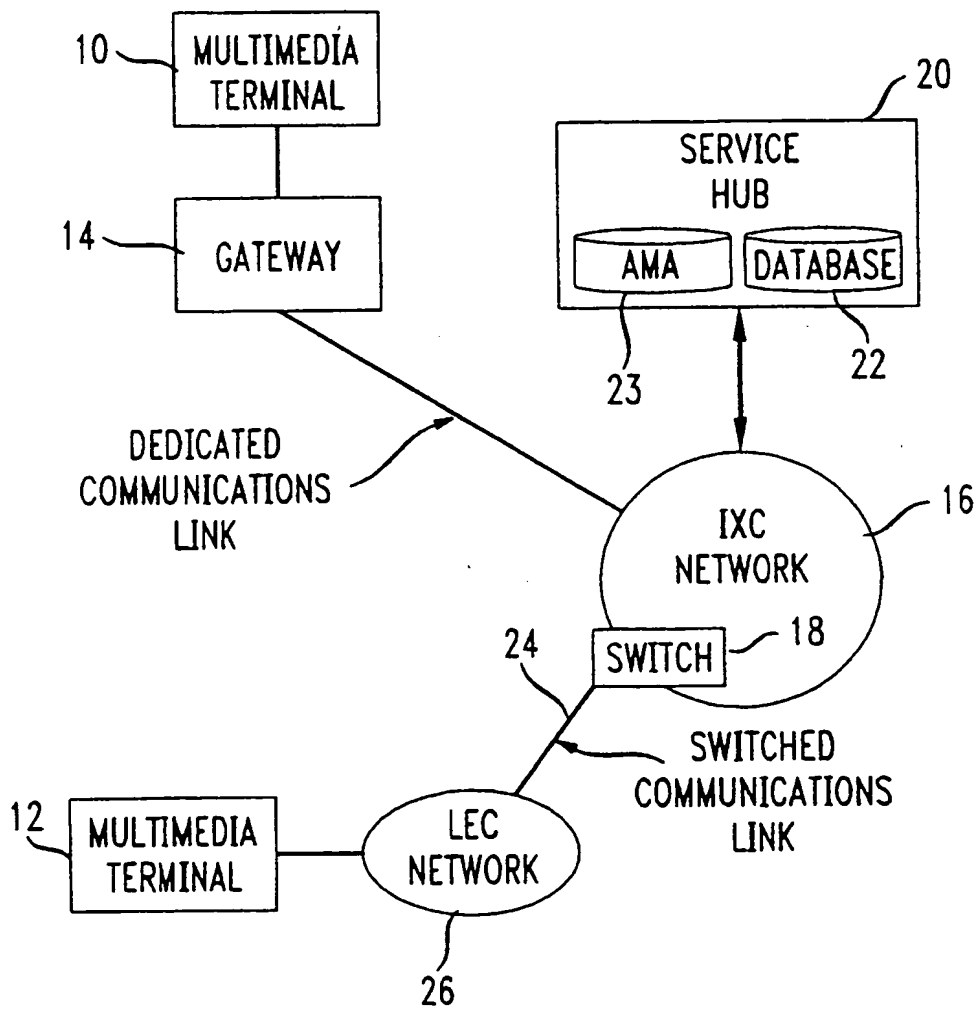 10
MULTIMEDIA
TERMINAL
20
SERVICE
HUB
14
GATEWAY
AMA
DATABASE
23
22
DEDICATED
COMMUNICATIONS
LINK
16
IXC
NETWORK
18
SWITCH
24
SWITCHED
COMMUNICATIONS
LINK
12
MULTIMEDIA
TERMINAL
LEC
NETWORK
26